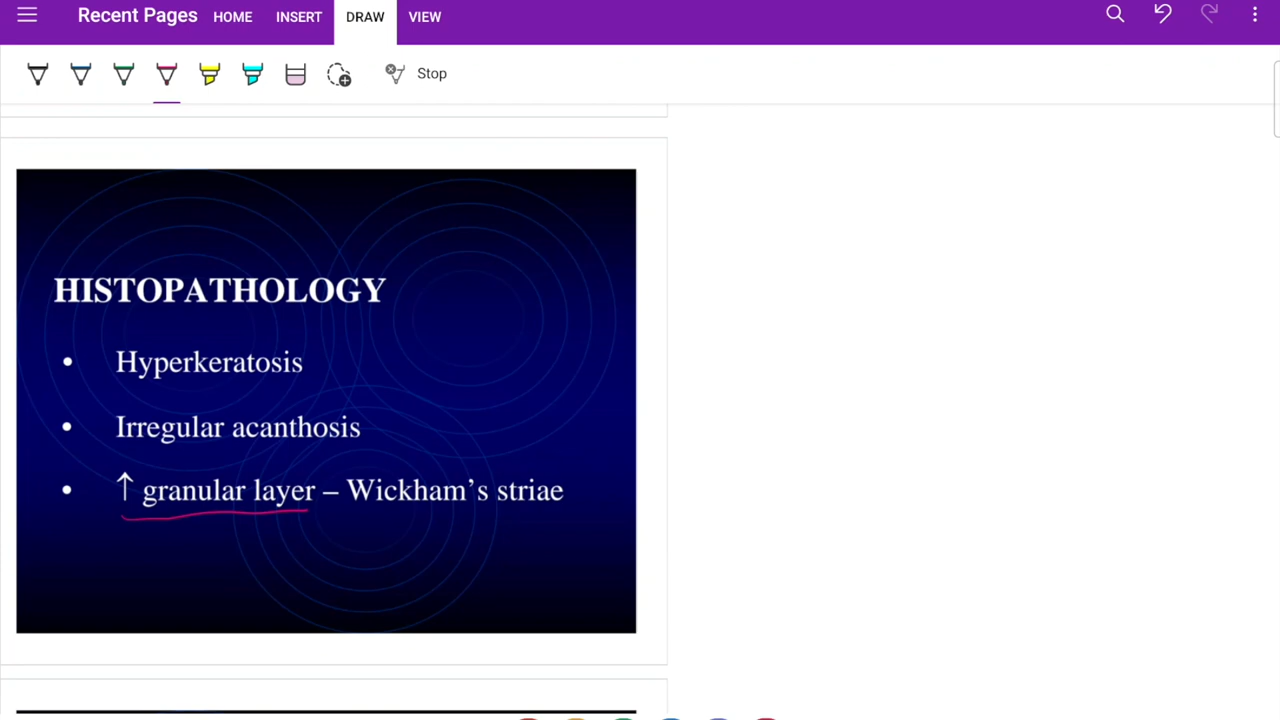 Recent Pages HOME INSERT DRAW VIEW
Stop
HISTOPATHOLOGY
• Hyperkeratosis
• Irregular acanthosis
• ↑ granular layer – Wickham’s striae